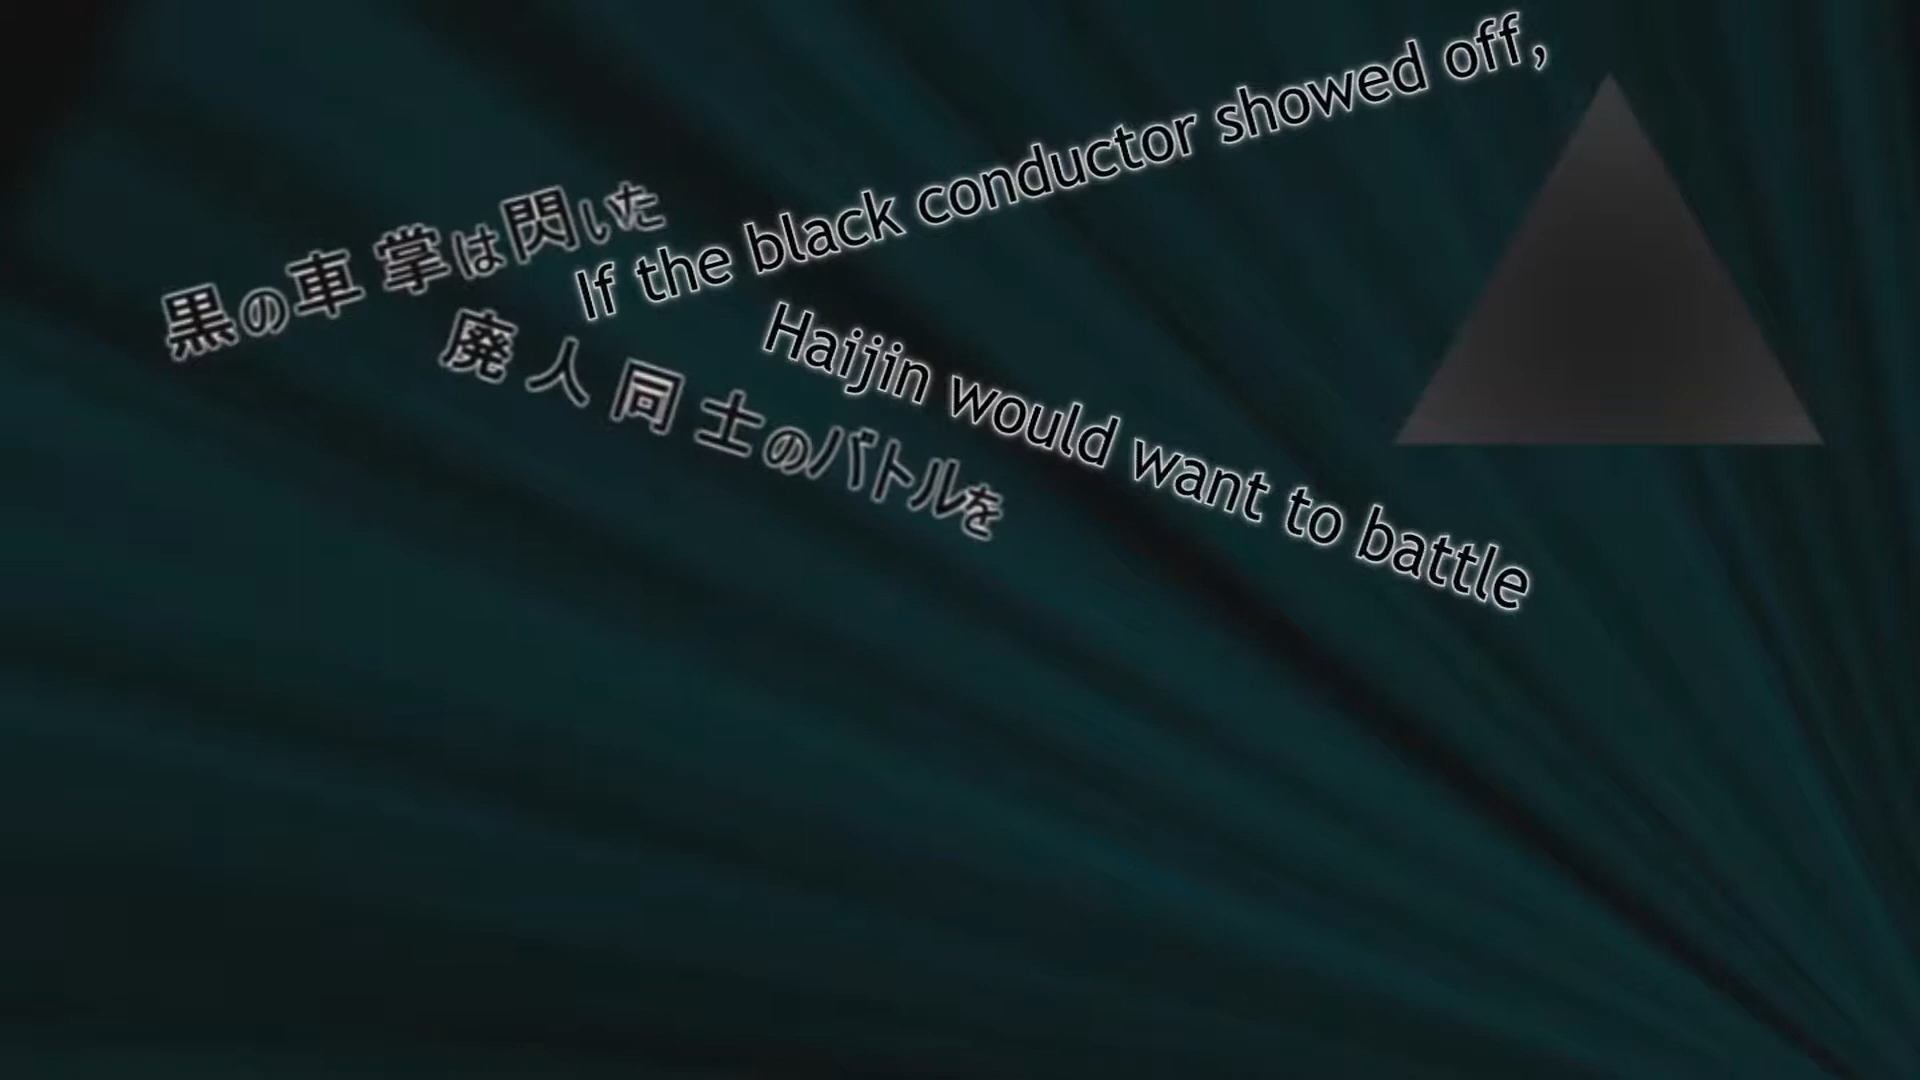 黒の車掌は閃いた
If the black conductor showed off,
廃人同士のバトルを
Haijin would want to battle